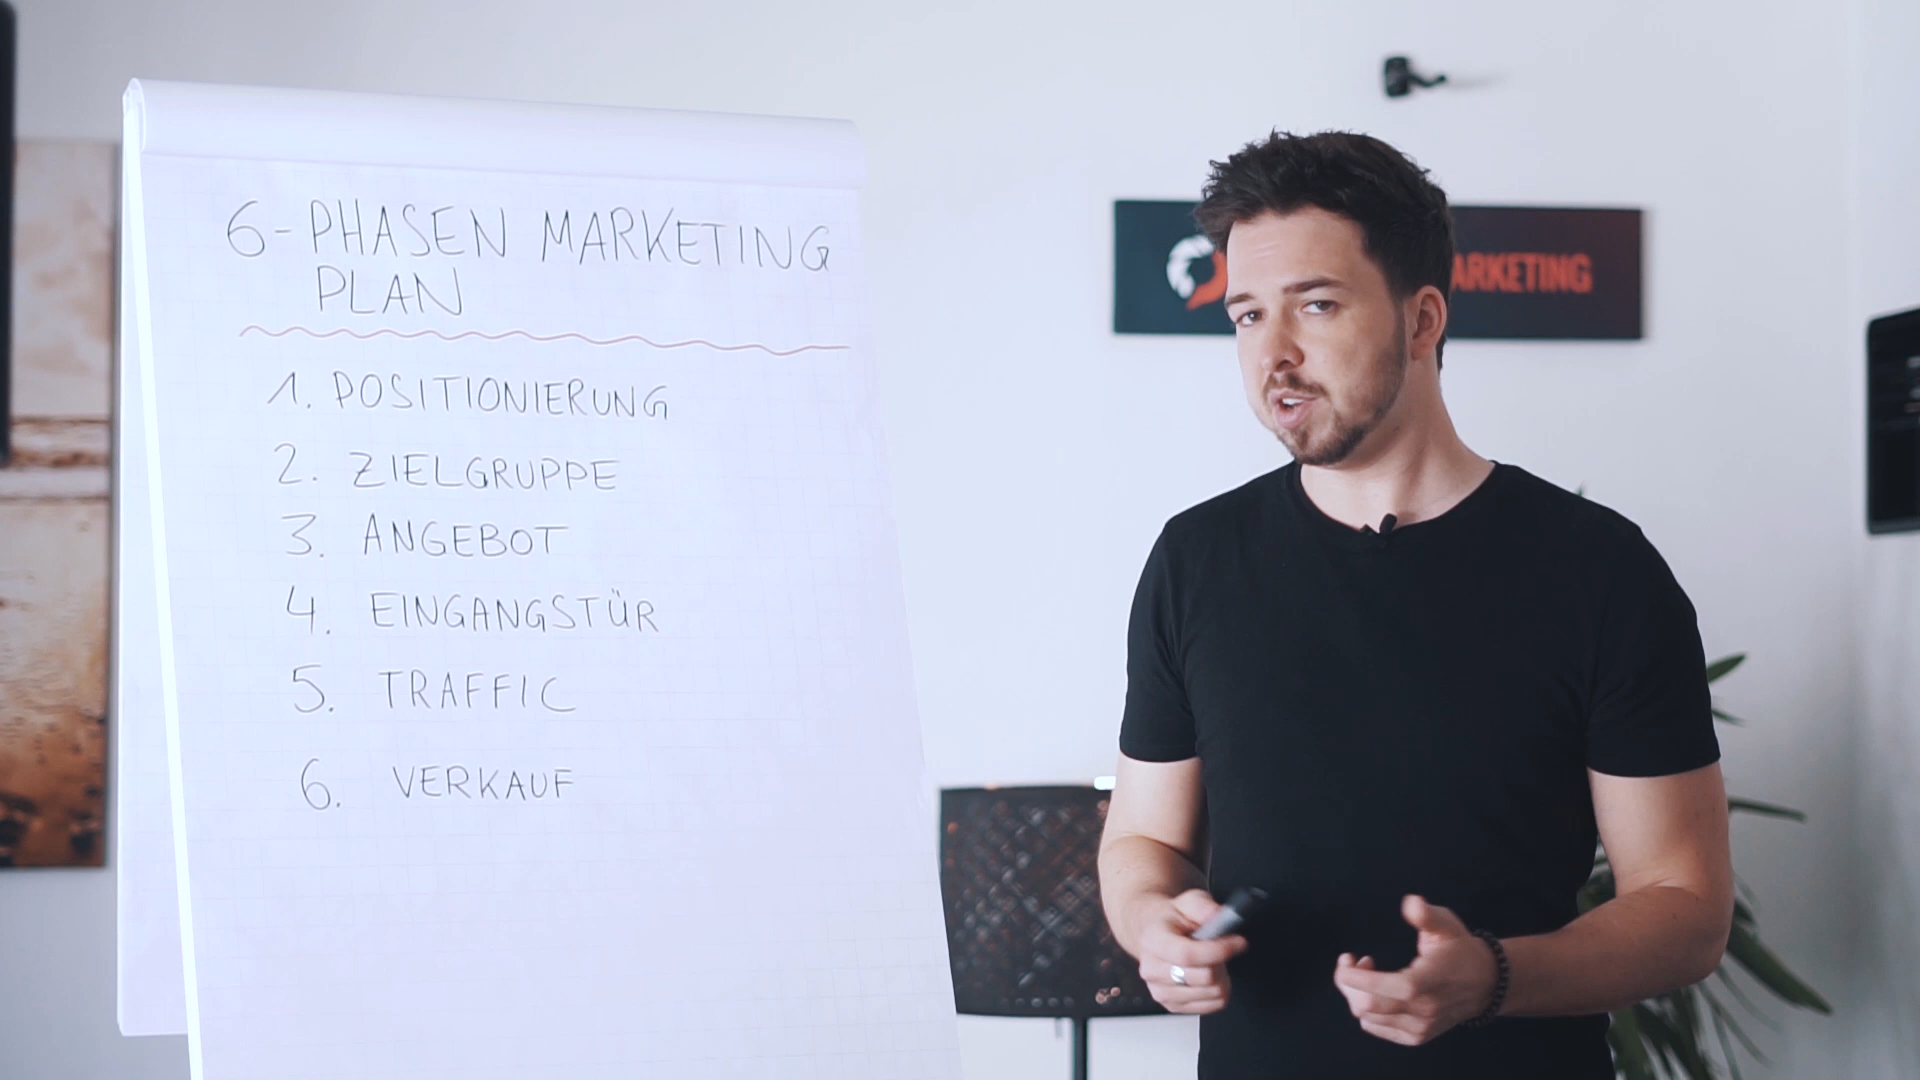 6-PHASEN MARKETING
PLAN
1. POSITIONIERUNG
2. ZIELGRUPPE
3. ANGEBOT
4. EINGANGSTÜR
5. TRAFFIC
6. VERKAUF
ARKETING